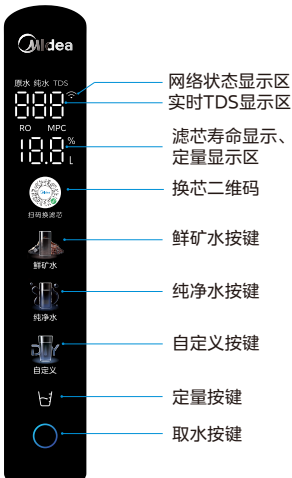 Midea
原水 纯水 TDS
网络状态显示区
888
实时TDS显示区
RO MPC
18.8 % L
滤芯寿命显示、
定量显示区
换芯二维码
扫码换滤芯
鲜矿水按键
鲜矿水
纯净水按键
纯净水
DIY
自定义按键
自定义
定量按键
取水按键